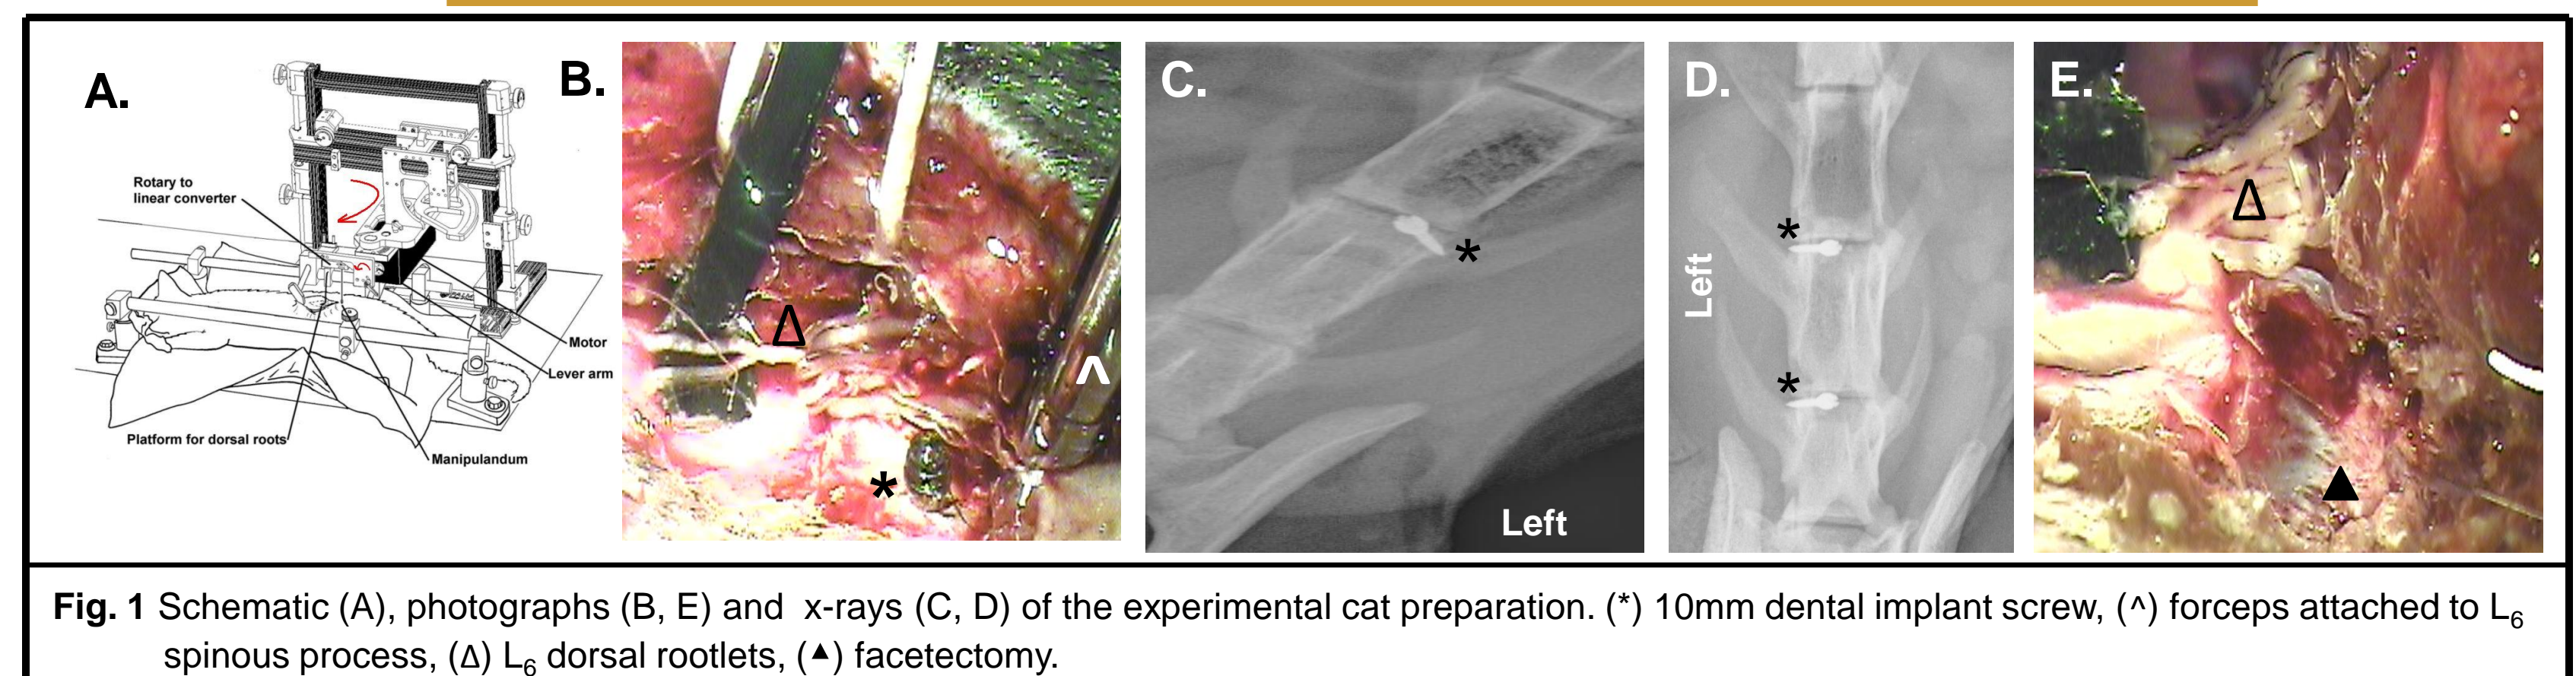 A.
Rotary to
linear converter
Motor
Lever arm
Platform for dorsal roots
Manipulandum
B.
Δ
^
*
C.
*
Left
D.
*
Left
*
E.
Δ
▲
Fig. 1 Schematic (A), photographs (B, E) and x-rays (C, D) of the experimental cat preparation. (*) 10mm dental implant screw, (^) forceps attached to L₆
spinous process, (Δ) L₆ dorsal rootlets, (▲) facetectomy.